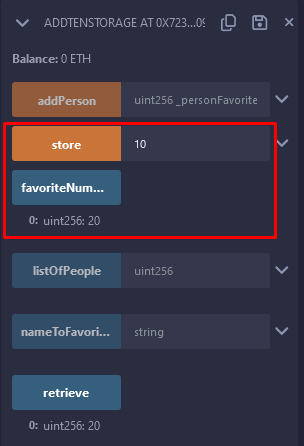 ADDTENSTORAGE AT 0X723...09
Balance: 0 ETH
addPerson uint256 _personFavorite
store 10
favoriteNum...
0: uint256: 20
listOfPeople uint256
nameToFavori... string
retrieve
0: uint256: 20